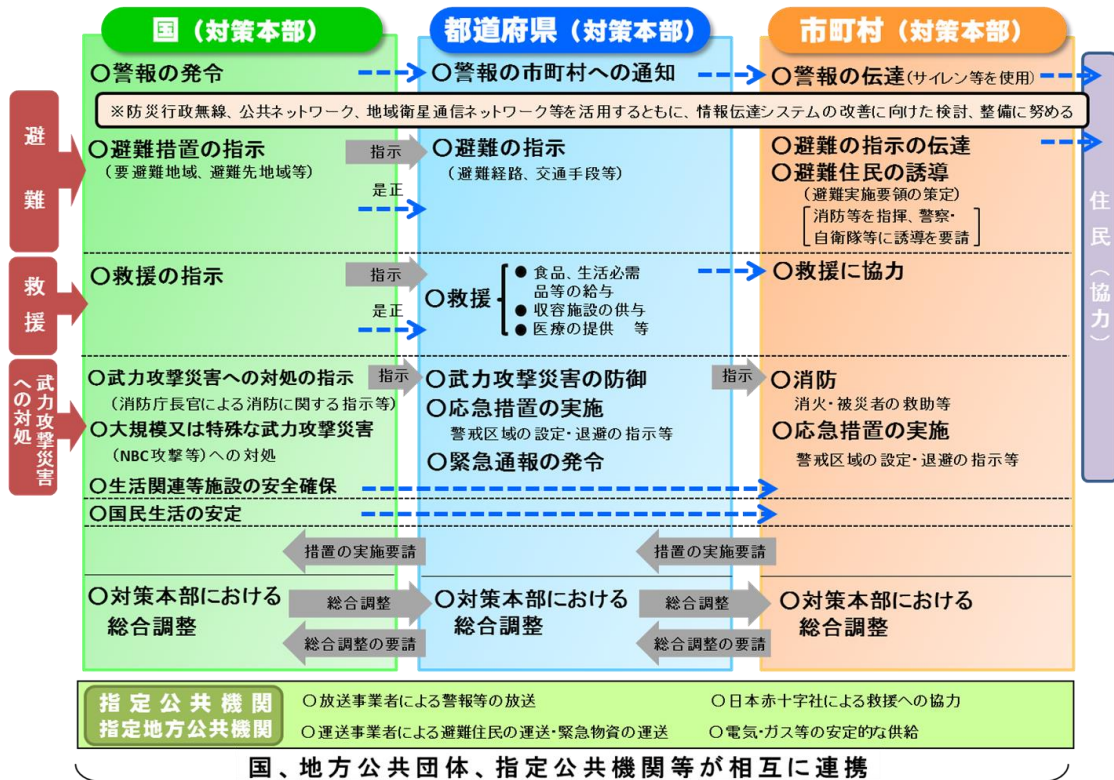 国（対策本部）
都道府県（対策本部）
市町村（対策本部）
○警報の発令
○警報の市町村への通知
○警報の伝達(サイレン等を使用)
※防災行政無線、公共ネットワーク、地域衛星通信ネットワーク等を活用するともに、情報伝達システムの改善に向けた検討、整備に努める
避難
○避難措置の指示
（要避難地域、避難先地域等）
指示
是正
○避難の指示
（避難経路、交通手段等）
○避難の指示の伝達
○避難住民の誘導
（避難実施要領の策定）
消防等を指揮、警察・
自衛隊等に誘導を要請
住民（協力）
救援
○救援の指示
指示
是正
○救援
● 食品、生活必需
品等の給与
● 収容施設の供与
● 医療の提供　等
○救援に協力
武力攻撃災害
への対処
○武力攻撃災害への対処の指示
（消防庁長官による消防に関する指示等）
○大規模又は特殊な武力攻撃災害
（NBC攻撃等）への対処
指示
○武力攻撃災害の防御
○応急措置の実施
警戒区域の設定・退避の指示等
○緊急通報の発令
指示
○消防
消火・被災者の救助等
○応急措置の実施
警戒区域の設定・退避の指示等
○生活関連等施設の安全確保
○国民生活の安定
措置の実施要請
措置の実施要請
○対策本部における
総合調整
総合調整
総合調整の要請
○対策本部における
総合調整
総合調整
総合調整の要請
○対策本部における
総合調整
指定公共機関
指定地方公共機関
○放送事業者による警報等の放送
○日本赤十字社による救援への協力
○運送事業者による避難住民の運送・緊急物資の運送
○電気・ガス等の安定的な供給
国、地方公共団体、指定公共機関等が相互に連携